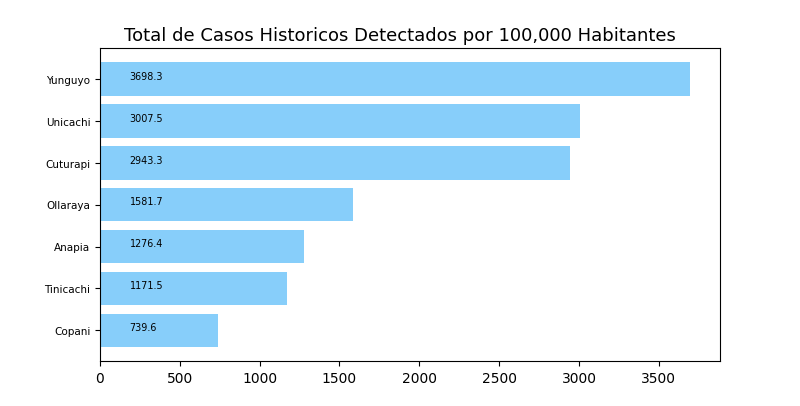 Total de Casos Historicos Detectados por 100,000 Habitantes
Yunguyo 3698.3
Unicachi 3007.5
Cuturapi 2943.3
Ollaraya 1581.7
Anapia 1276.4
Tinicachi 1171.5
Copani 739.6
0 500 1000 1500 2000 2500 3000 3500